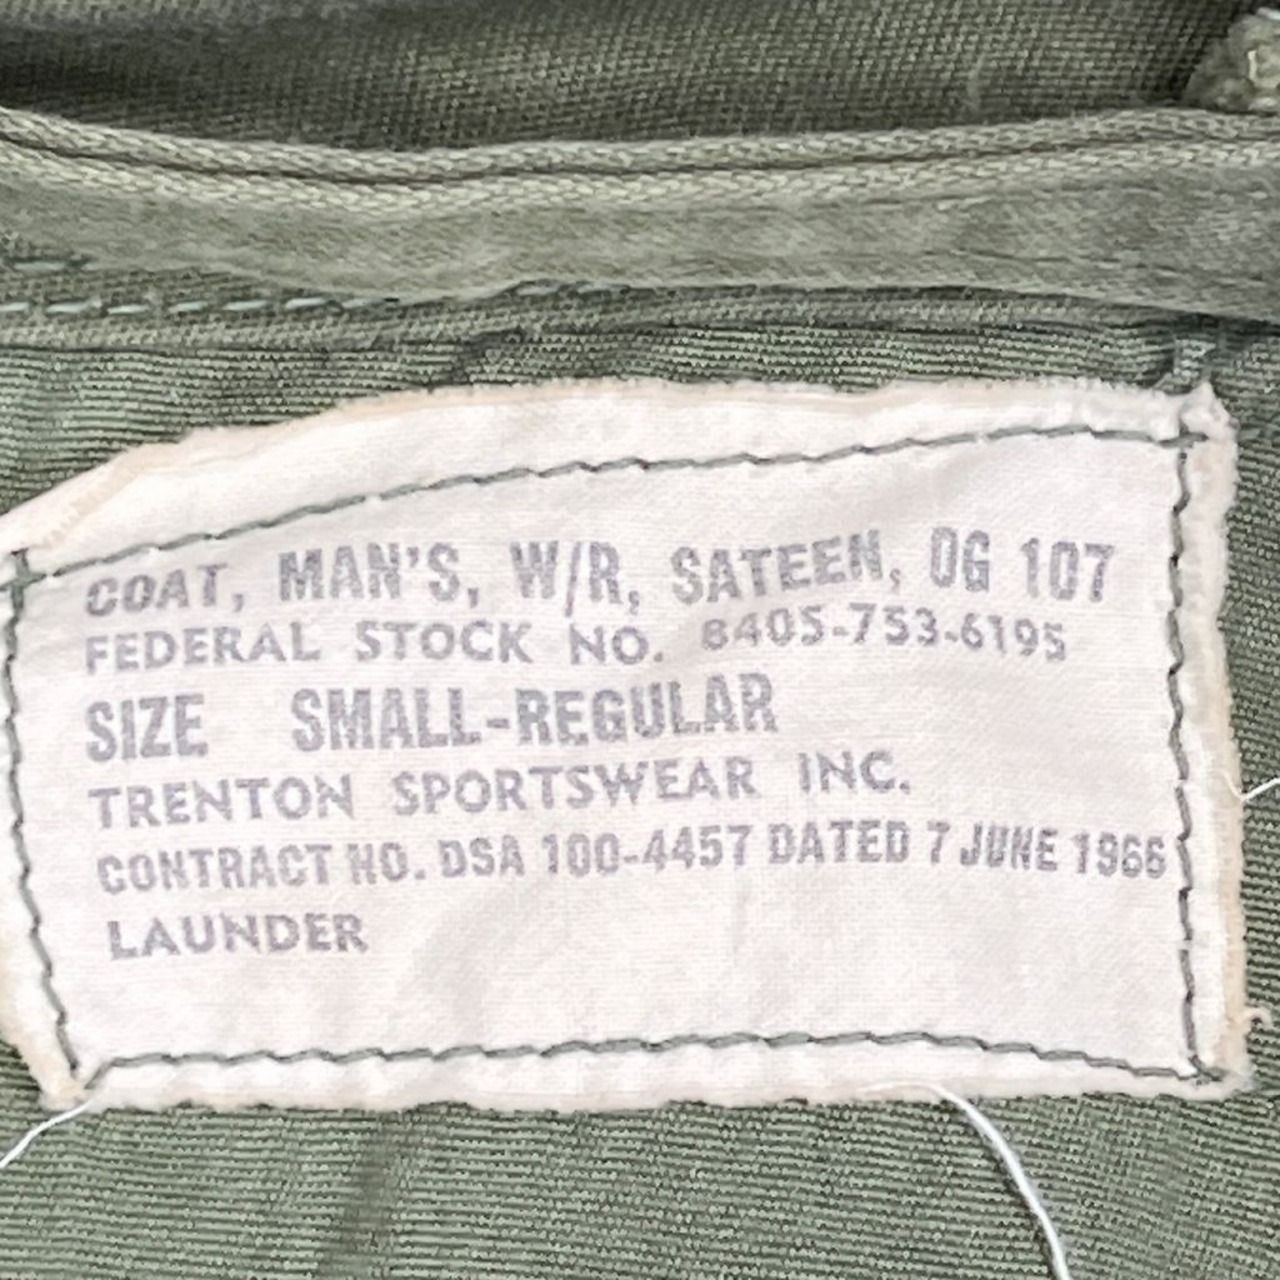 COAT, MAN'S, W/R, SATEEN, OG 107
FEDERAL STOCK NO. 8405-753-6195
SIZE SMALL-REGULAR
TRENTON SPORTSWEAR INC.
CONTRACT NO. DSA 100-4457 DATED 7 JUNE 1966
LAUNDER